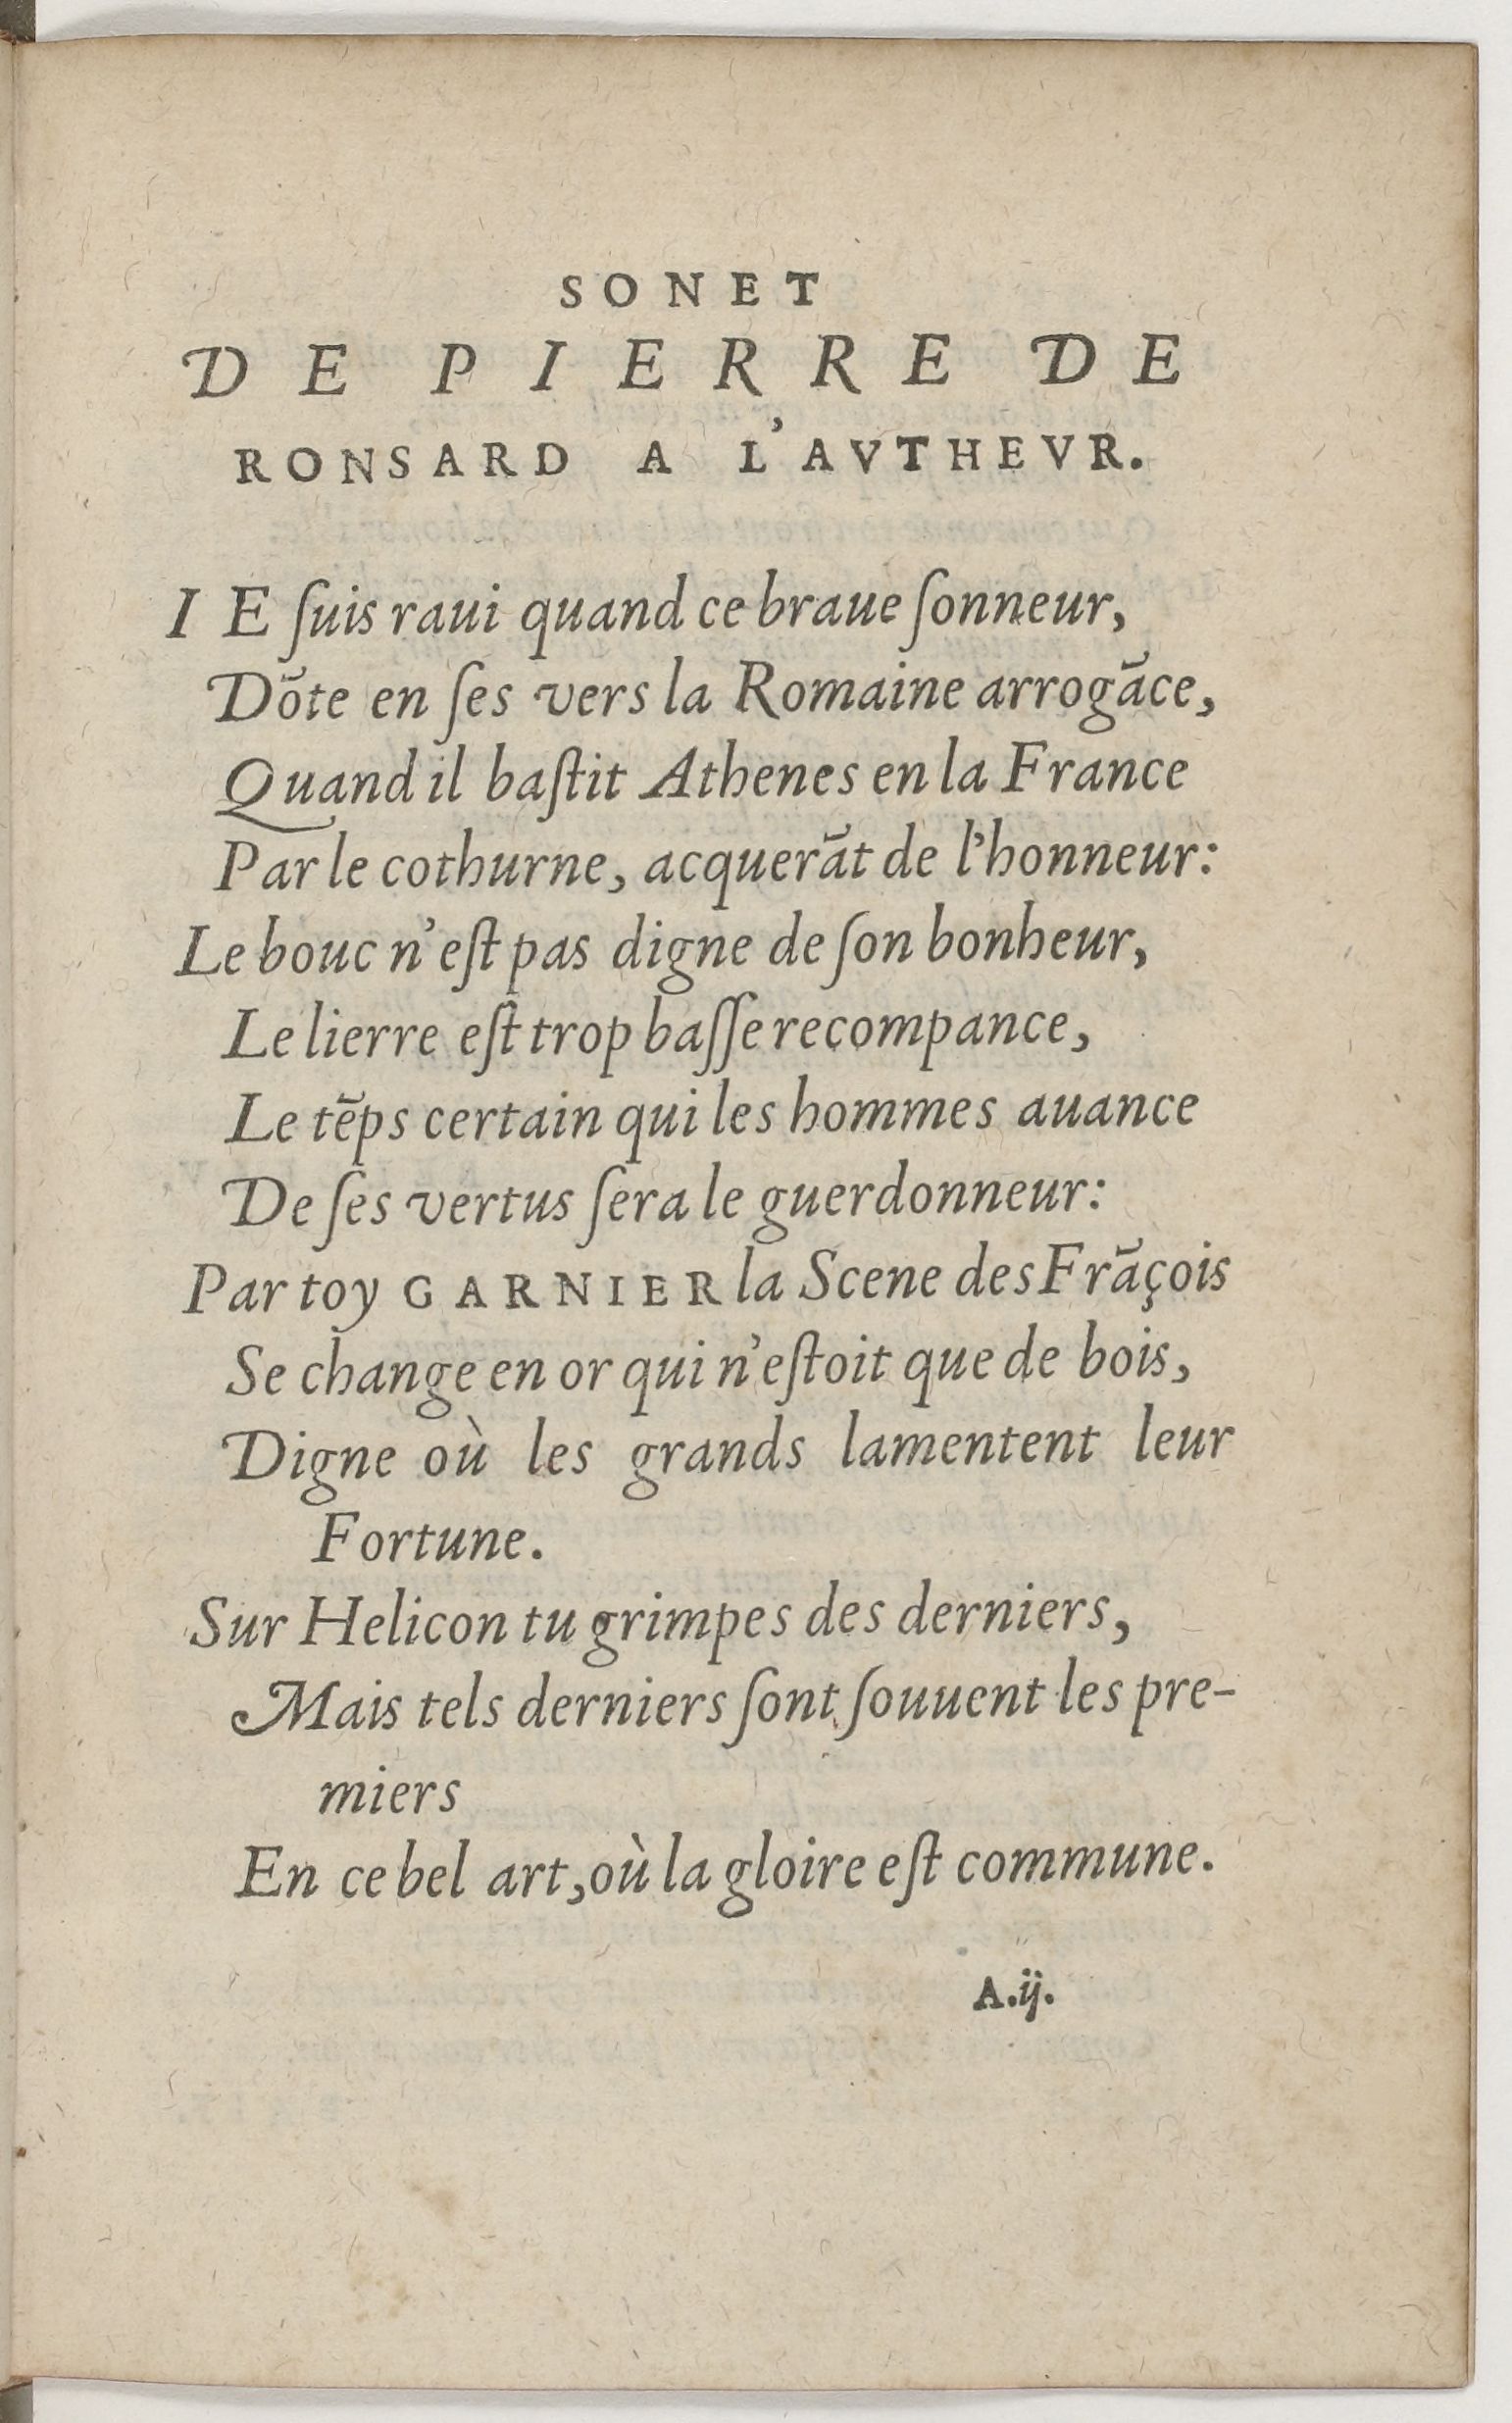 SONET
DE PIERRE DE
RONSARD A L'AVTHEVR.
IE ſuis raui quand ce braue ſonneur,
Dõte en ſes vers la Romaine arrogãce,
Quand il baſtit Athenes en la France
Par le cothurne, acquerãt de l'honneur:
Le bouc n'eſt pas digne de ſon bonheur,
Le lierre eſt trop baſſe recompance,
Le tẽps certain qui les hommes auance
De ſes vertus ſera le guerdonneur:
Par toy GARNIER la Scene des Frãçois
Se change en or qui n'eſtoit que de bois,
Digne où les grands lamentent leur
Fortune.
Sur Helicon tu grimpes des derniers,
Mais tels derniers ſont ſouuent les pre-
miers
En ce bel art, où la gloire eſt commune.
A.ij.